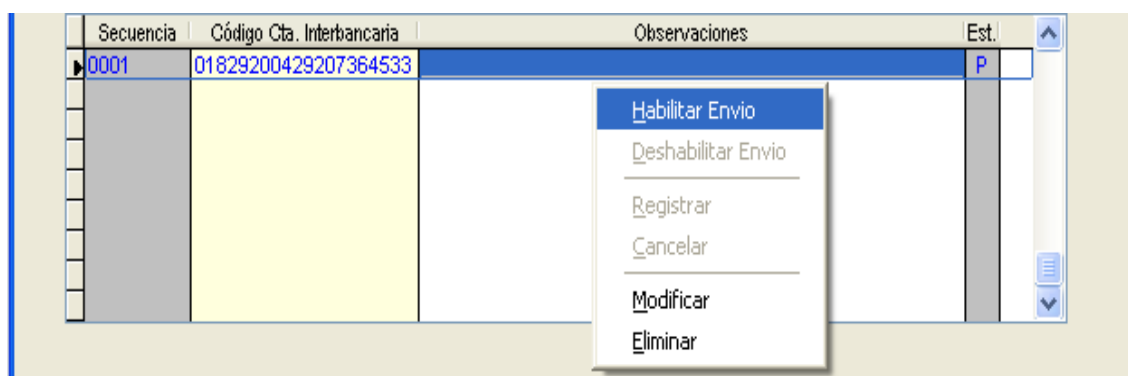 Secuencia Código Cta. Interbancaria Observaciones Est.
0001 01829200429207364533 P
Habilitar Envio
Deshabilitar Envio
Registrar
Cancelar
Modificar
Eliminar